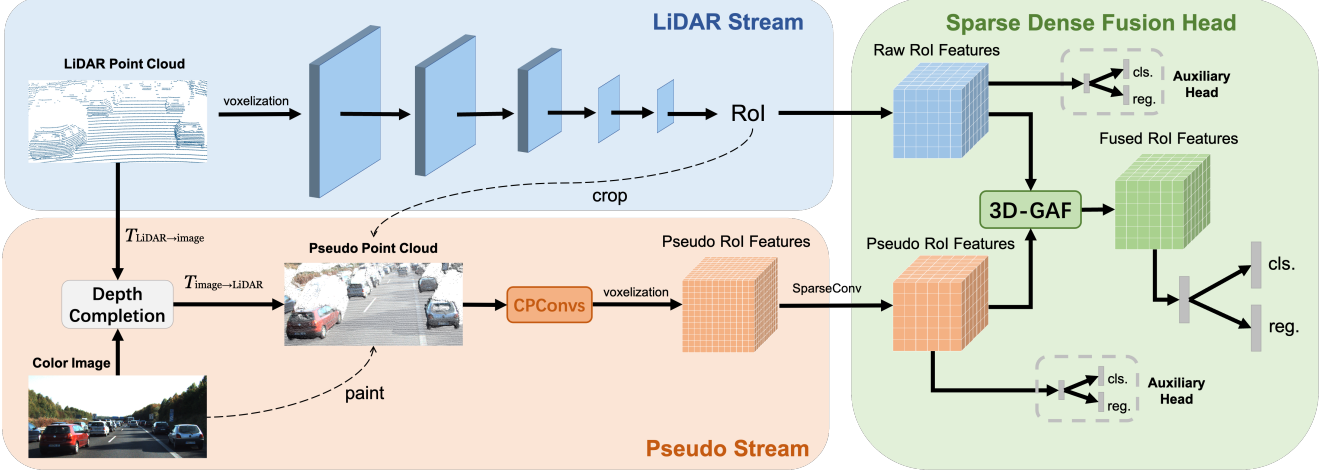 LiDAR Stream
LiDAR Point Cloud
voxelization
RoI
crop
T LiDAR→image
Pseudo Point Cloud
Depth
Completion
T image→LiDAR
CPConvs
voxelization
Pseudo RoI Features
SparseConv
Color Image
paint
Pseudo Stream
Sparse Dense Fusion Head
Raw RoI Features
cls.
reg.
Auxiliary
Head
Fused RoI Features
3D-GAF
Pseudo RoI Features
cls.
reg.
cls.
reg.
Auxiliary
Head